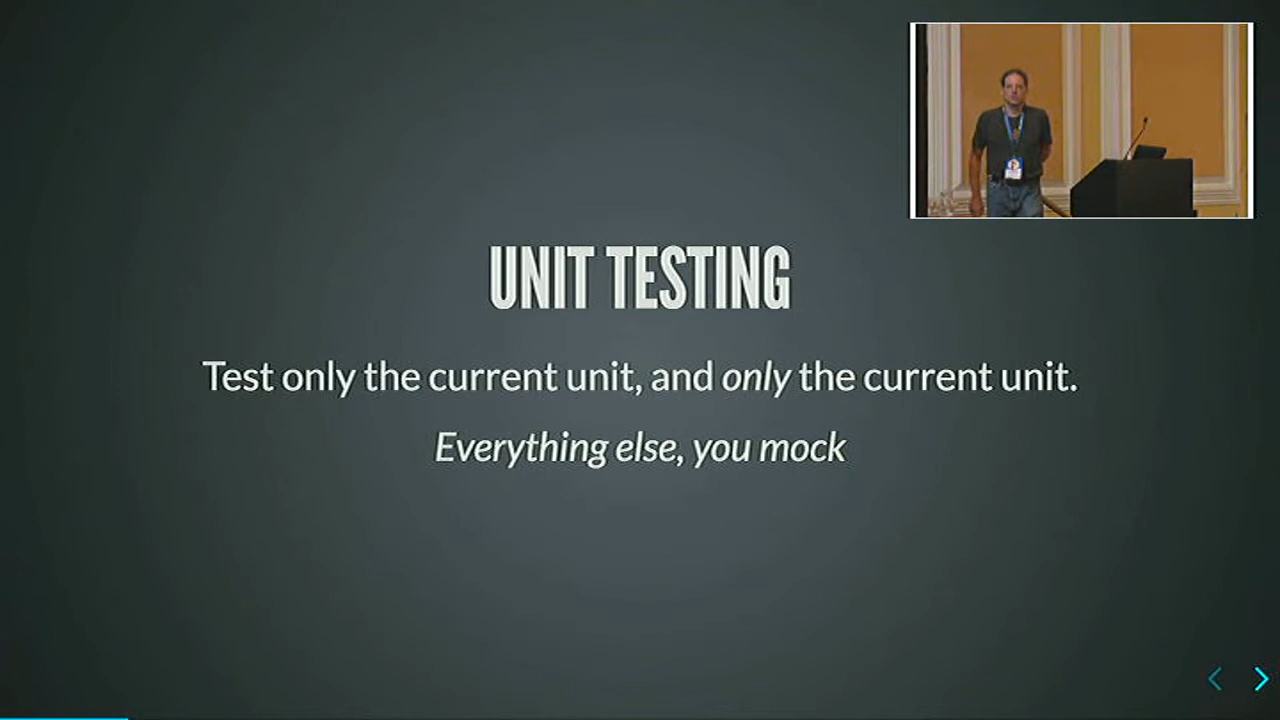 UNIT TESTING
Test only the current unit, and only the current unit.
Everything else, you mock